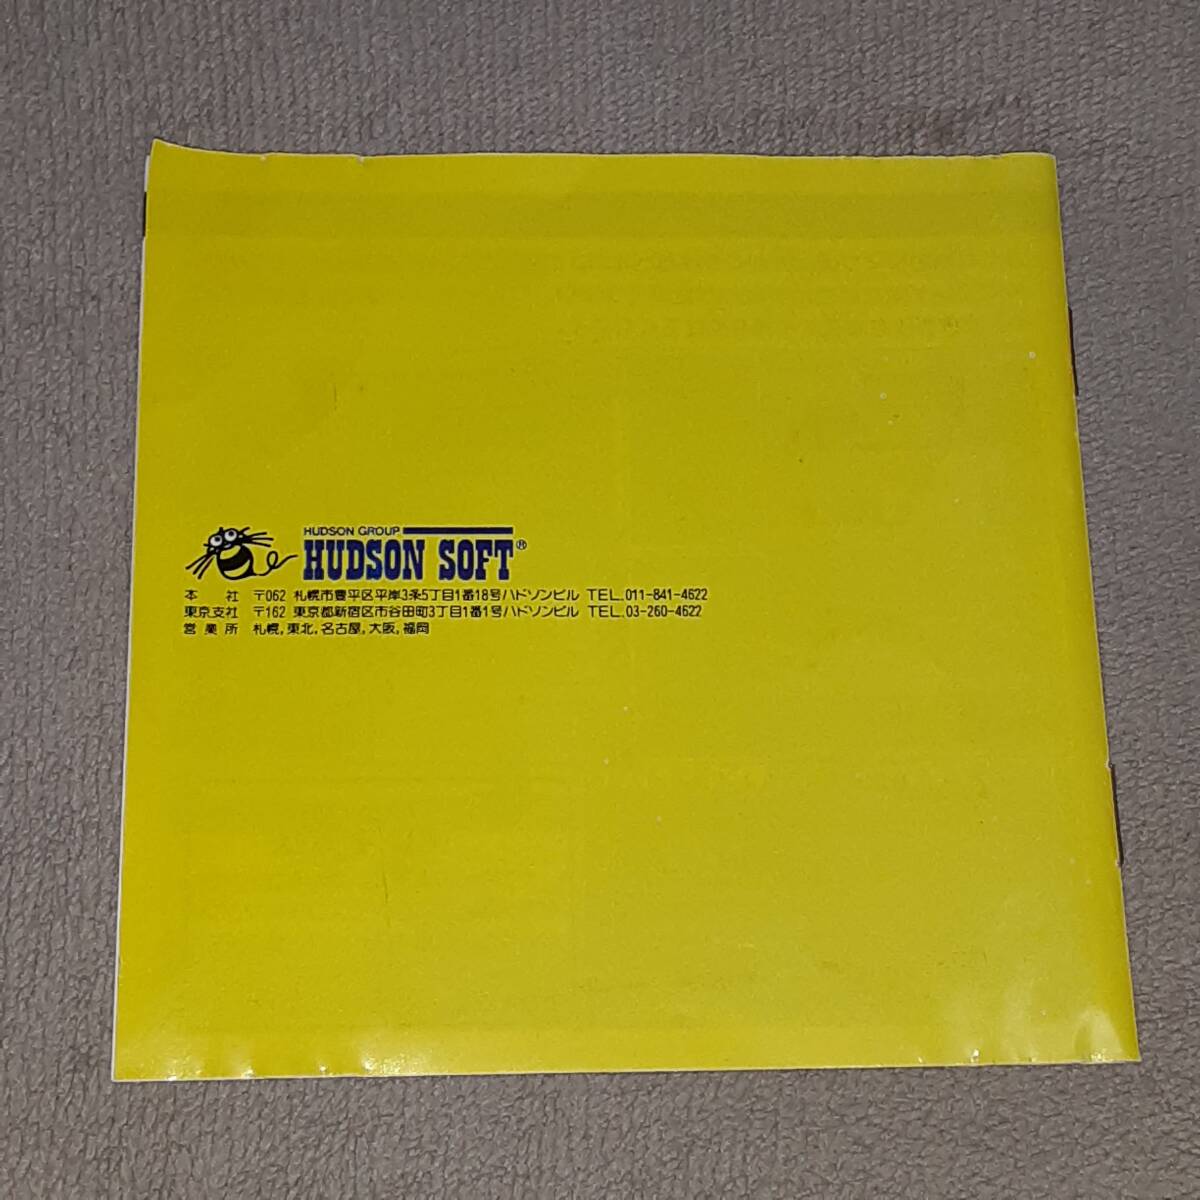 HUDSON GROUP
HUDSON SOFT®
本 社 〒062 札幌市豊平区平岸3条5丁目1番18号ハドソンビル TEL.011-841-4622
東京支社 〒162 東京都新宿区市谷田町3丁目1番1号ハドソンビル TEL.03-260-4622
営業所 札幌,東北,名古屋,大阪,福岡